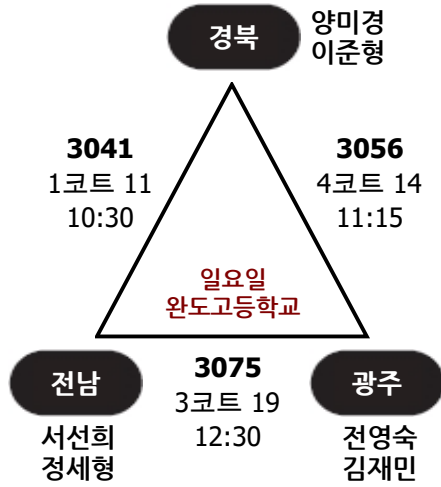 경북
양미경
이준형
3041
1코트 11
10:30
3056
4코트 14
11:15
일요일
완도고등학교
전남
서선희
정세형
3075
3코트 19
12:30
광주
전영숙
김재민